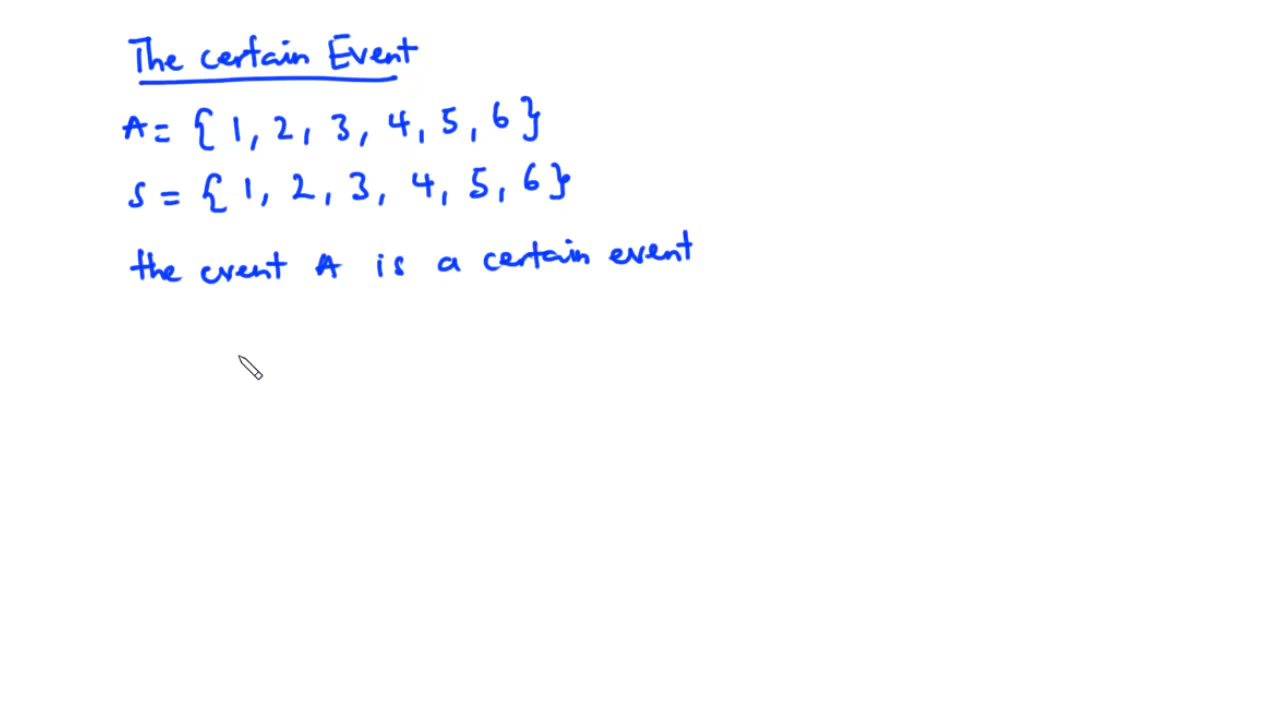 The certain Event
A = { 1, 2, 3, 4, 5, 6 }
S = { 1, 2, 3, 4, 5, 6 }
the event A is a certain event